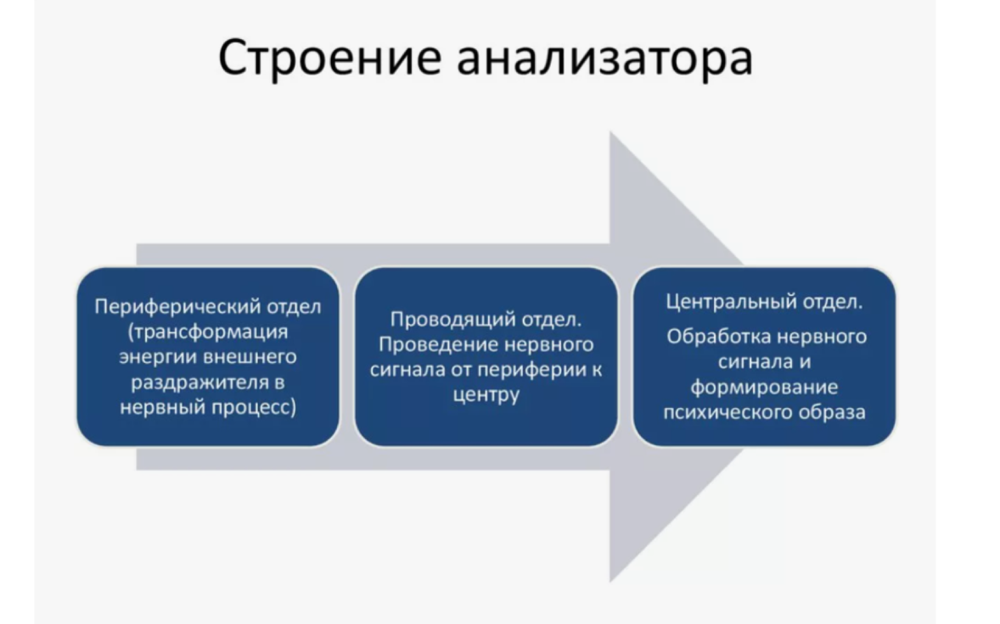 Строение анализатора
Периферический отдел
(трансформация
энергии внешнего
раздражителя в
нервный процесс)
Проводящий отдел.
Проведение нервного
сигнала от периферии к
центру
Центральный отдел.
Обработка нервного
сигнала и
формирование
психического образа